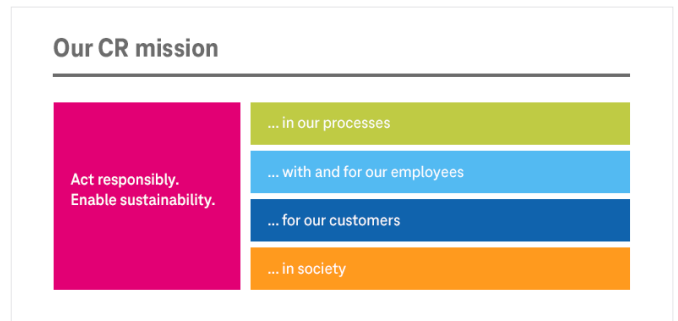 Our CR mission
Act responsibly.
Enable sustainability.
... in our processes
... with and for our employees
... for our customers
... in society